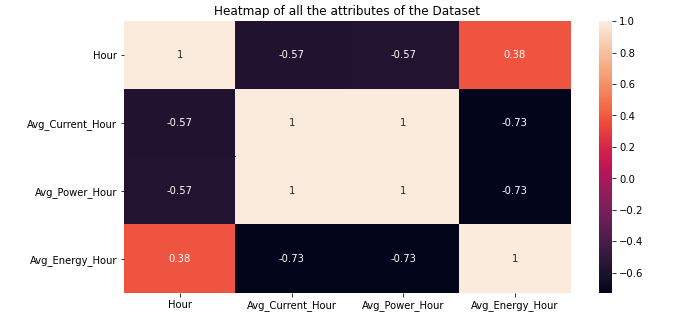 Heatmap of all the attributes of the Dataset
Hour 1 -0.57 -0.57 0.38
Avg_Current_Hour -0.57 1 1 -0.73
Avg_Power_Hour -0.57 1 1 -0.73
Avg_Energy_Hour 0.38 -0.73 -0.73 1
Hour Avg_Current_Hour Avg_Power_Hour Avg_Energy_Hour
1.0
0.8
0.6
0.4
0.2
0.0
−0.2
−0.4
−0.6